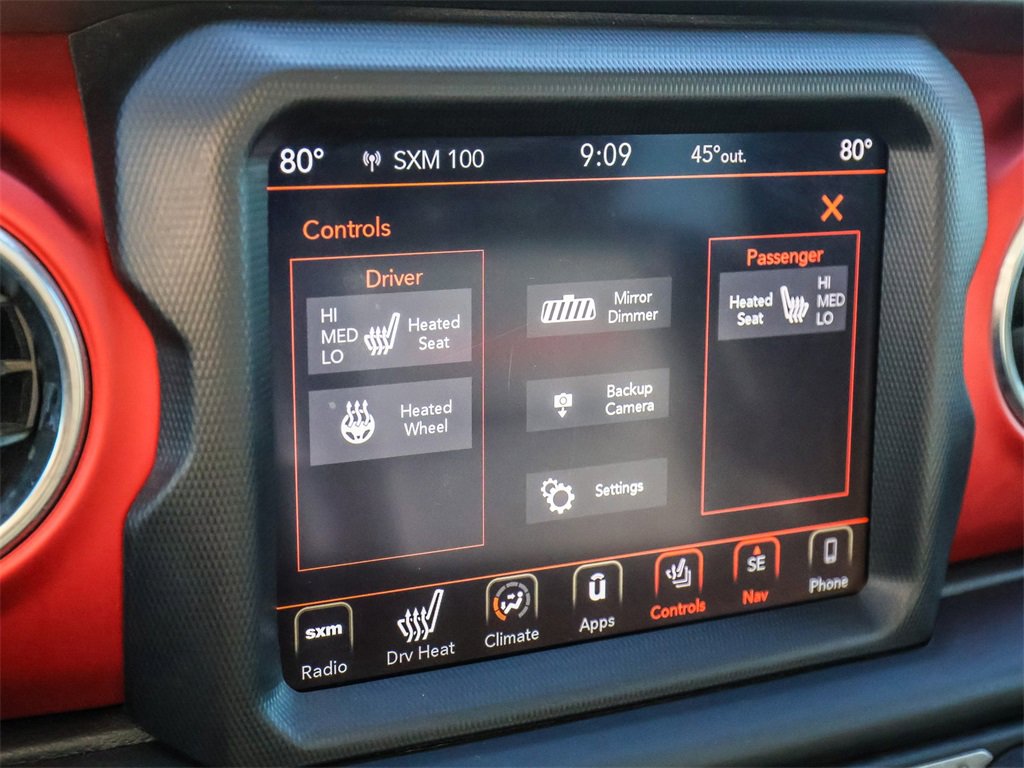 80° SXM 100 9:09 45°out. 80°
Controls X
Driver
HI
MED
LO
Heated
Seat
Heated
Wheel
Mirror
Dimmer
Backup
Camera
Settings
Passenger
Heated
Seat
HI
MED
LO
sxm
Radio
Drv Heat
Climate
ū
Apps
Controls
SE
Nav
Phone